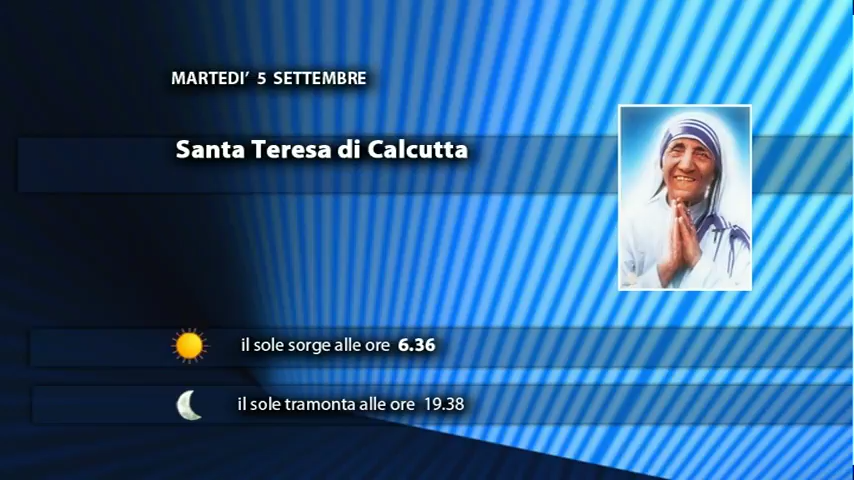 MARTEDI’ 5 SETTEMBRE
Santa Teresa di Calcutta
il sole sorge alle ore 6.36
il sole tramonta alle ore 19.38